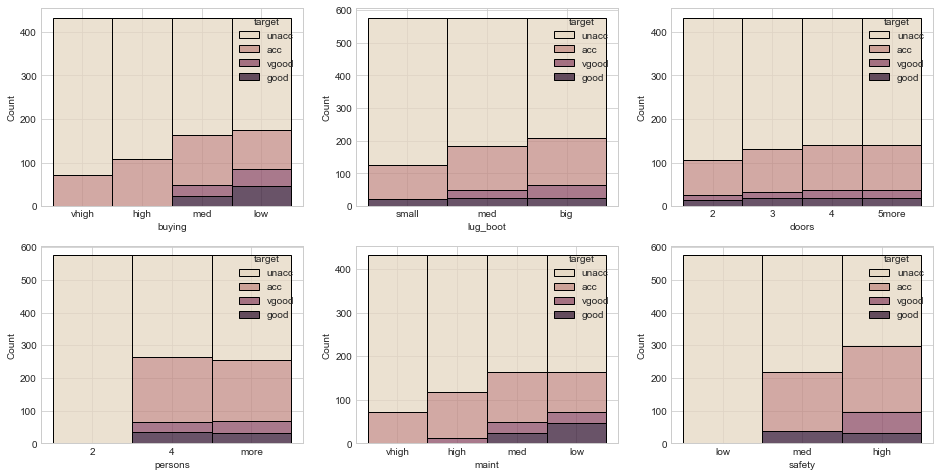 400
300
200
100
0
Count
vhigh high med low
buying
target
unacc
acc
vgood
good
600
500
400
300
200
100
0
Count
small med big
lug_boot
target
unacc
acc
vgood
good
400
300
200
100
0
Count
2 3 4 5more
doors
target
unacc
acc
vgood
good
600
500
400
300
200
100
0
Count
2 4 more
persons
target
unacc
acc
vgood
good
400
300
200
100
0
Count
vhigh high med low
maint
target
unacc
acc
vgood
good
600
500
400
300
200
100
0
Count
low med high
safety
target
unacc
acc
vgood
good